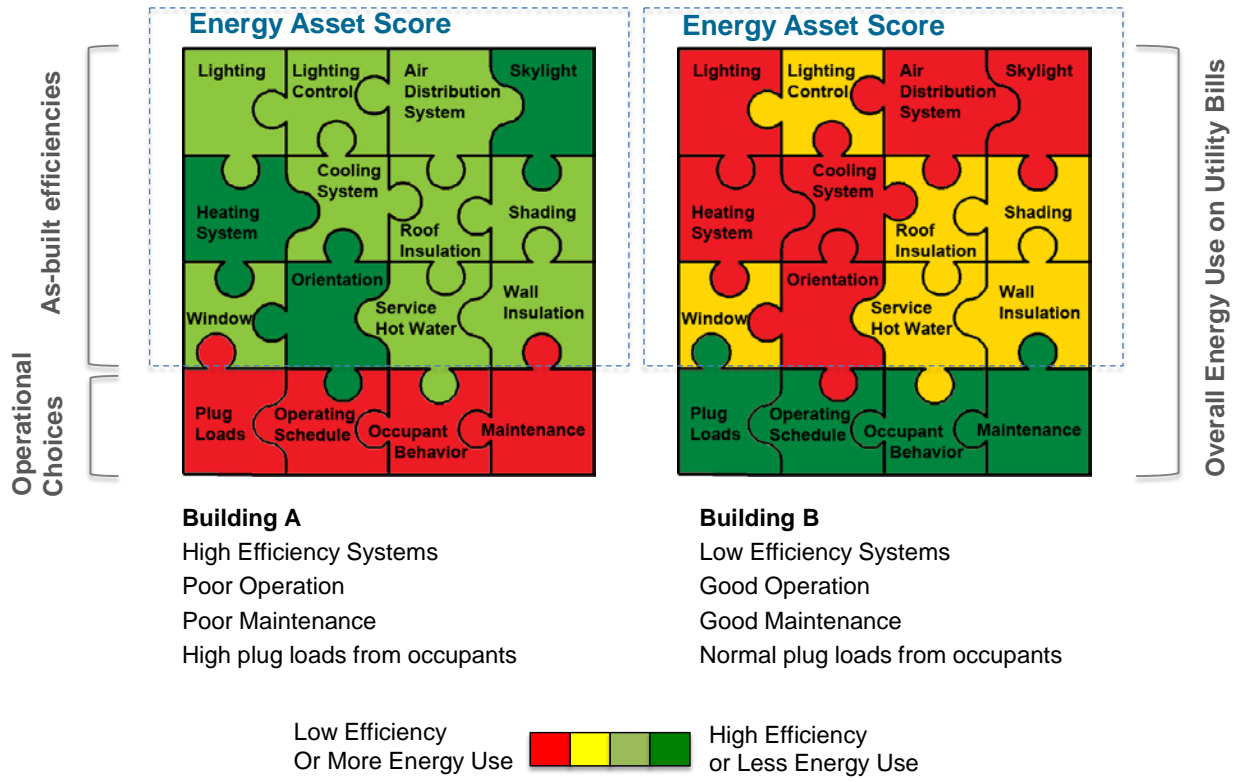 Energy Asset Score
Energy Asset Score
As-built efficiencies
Operational
Choices
Lighting
Lighting
Control
Air
Distribution
System
Skylight
Heating
System
Cooling
System
Roof
Insulation
Shading
Window
Orientation
Service
Hot Water
Wall
Insulation
Plug
Loads
Operating
Schedule
Occupant
Behavior
Maintenance
Lighting
Lighting
Control
Air
Distribution
System
Skylight
Heating
System
Cooling
System
Roof
Insulation
Shading
Window
Orientation
Service
Hot Water
Wall
Insulation
Plug
Loads
Operating
Schedule
Occupant
Behavior
Maintenance
Overall Energy Use on Utility Bills
Building A
High Efficiency Systems
Poor Operation
Poor Maintenance
High plug loads from occupants
Building B
Low Efficiency Systems
Good Operation
Good Maintenance
Normal plug loads from occupants
Low Efficiency
Or More Energy Use
High Efficiency
or Less Energy Use